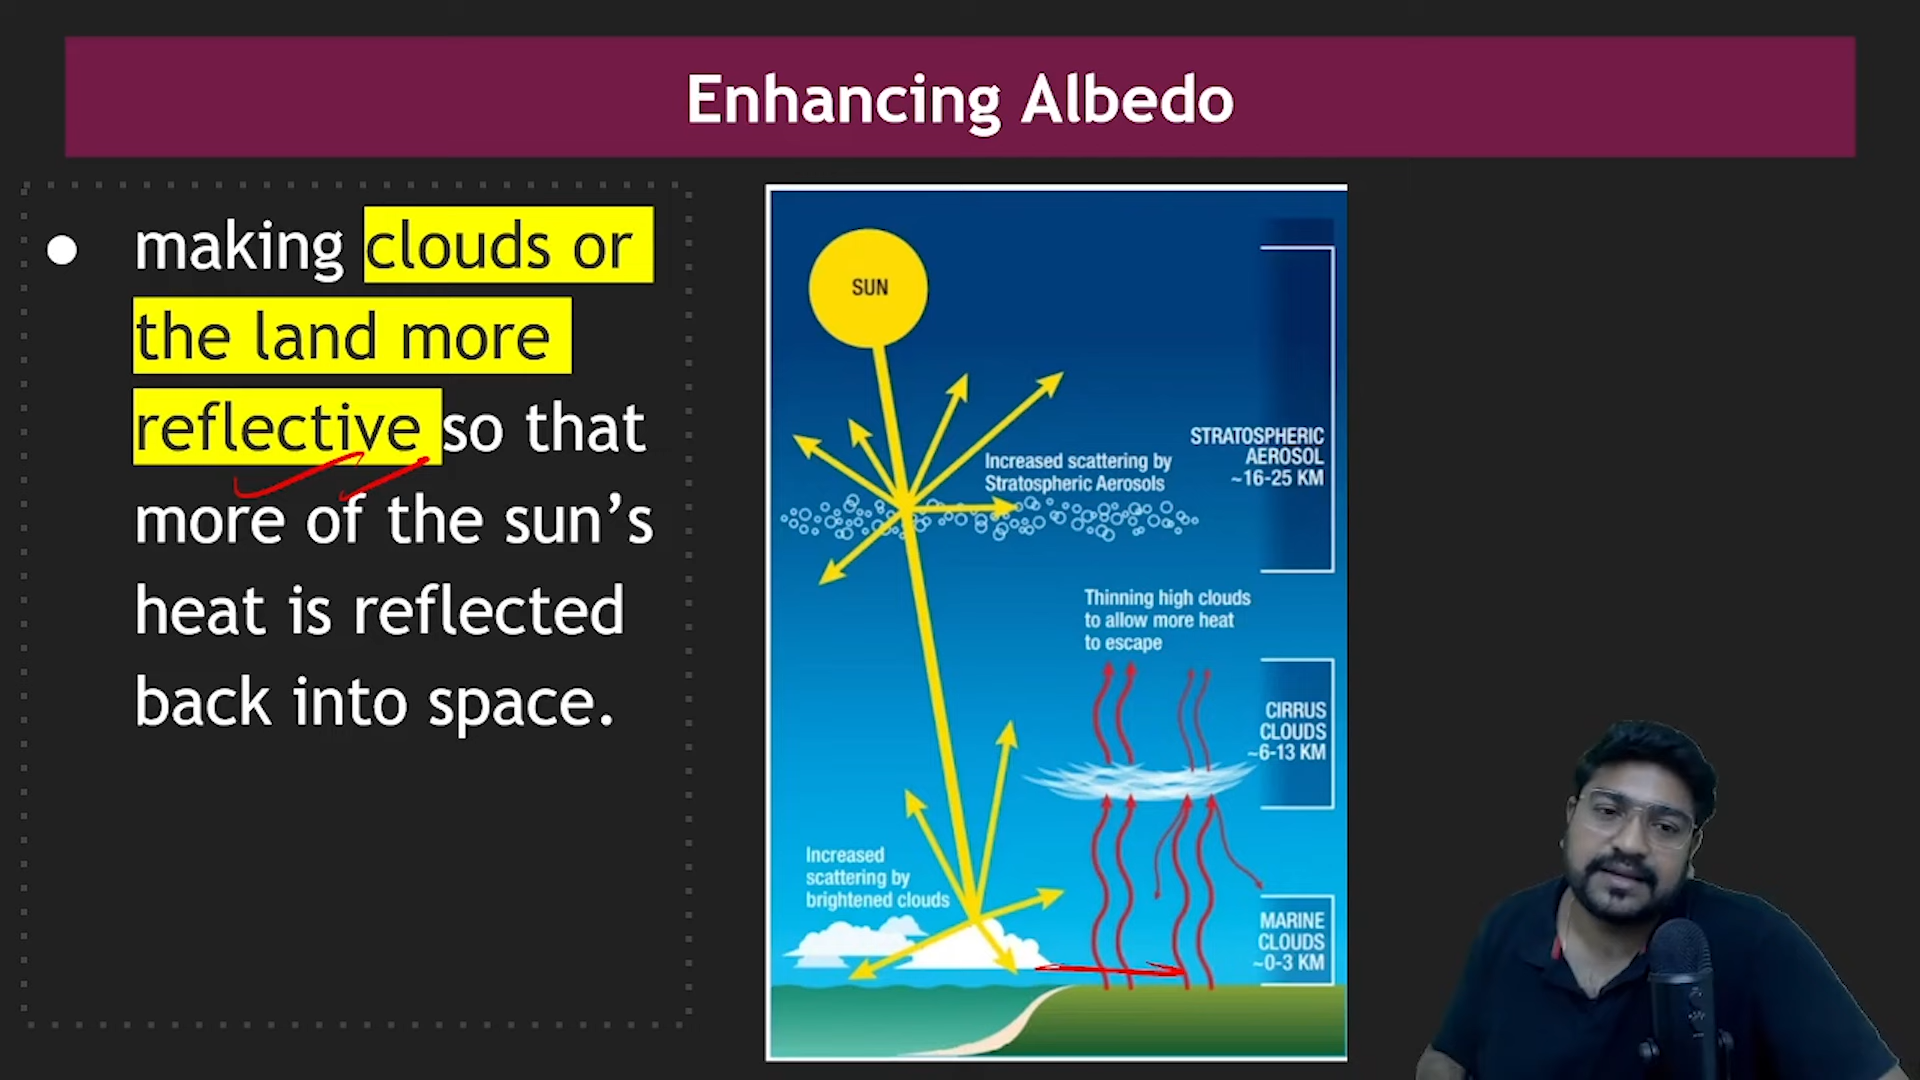 Enhancing Albedo
● making clouds or
the land more
reflective so that
more of the sun’s
heat is reflected
back into space.
SUN
Increased scattering by
Stratospheric Aerosols
STRATOSPHERIC
AEROSOL
~16-25 KM
Thinning high clouds
to allow more heat
to escape
CIRRUS
CLOUDS
~6-13 KM
Increased
scattering by
brightened clouds
MARINE
CLOUDS
~0-3 KM